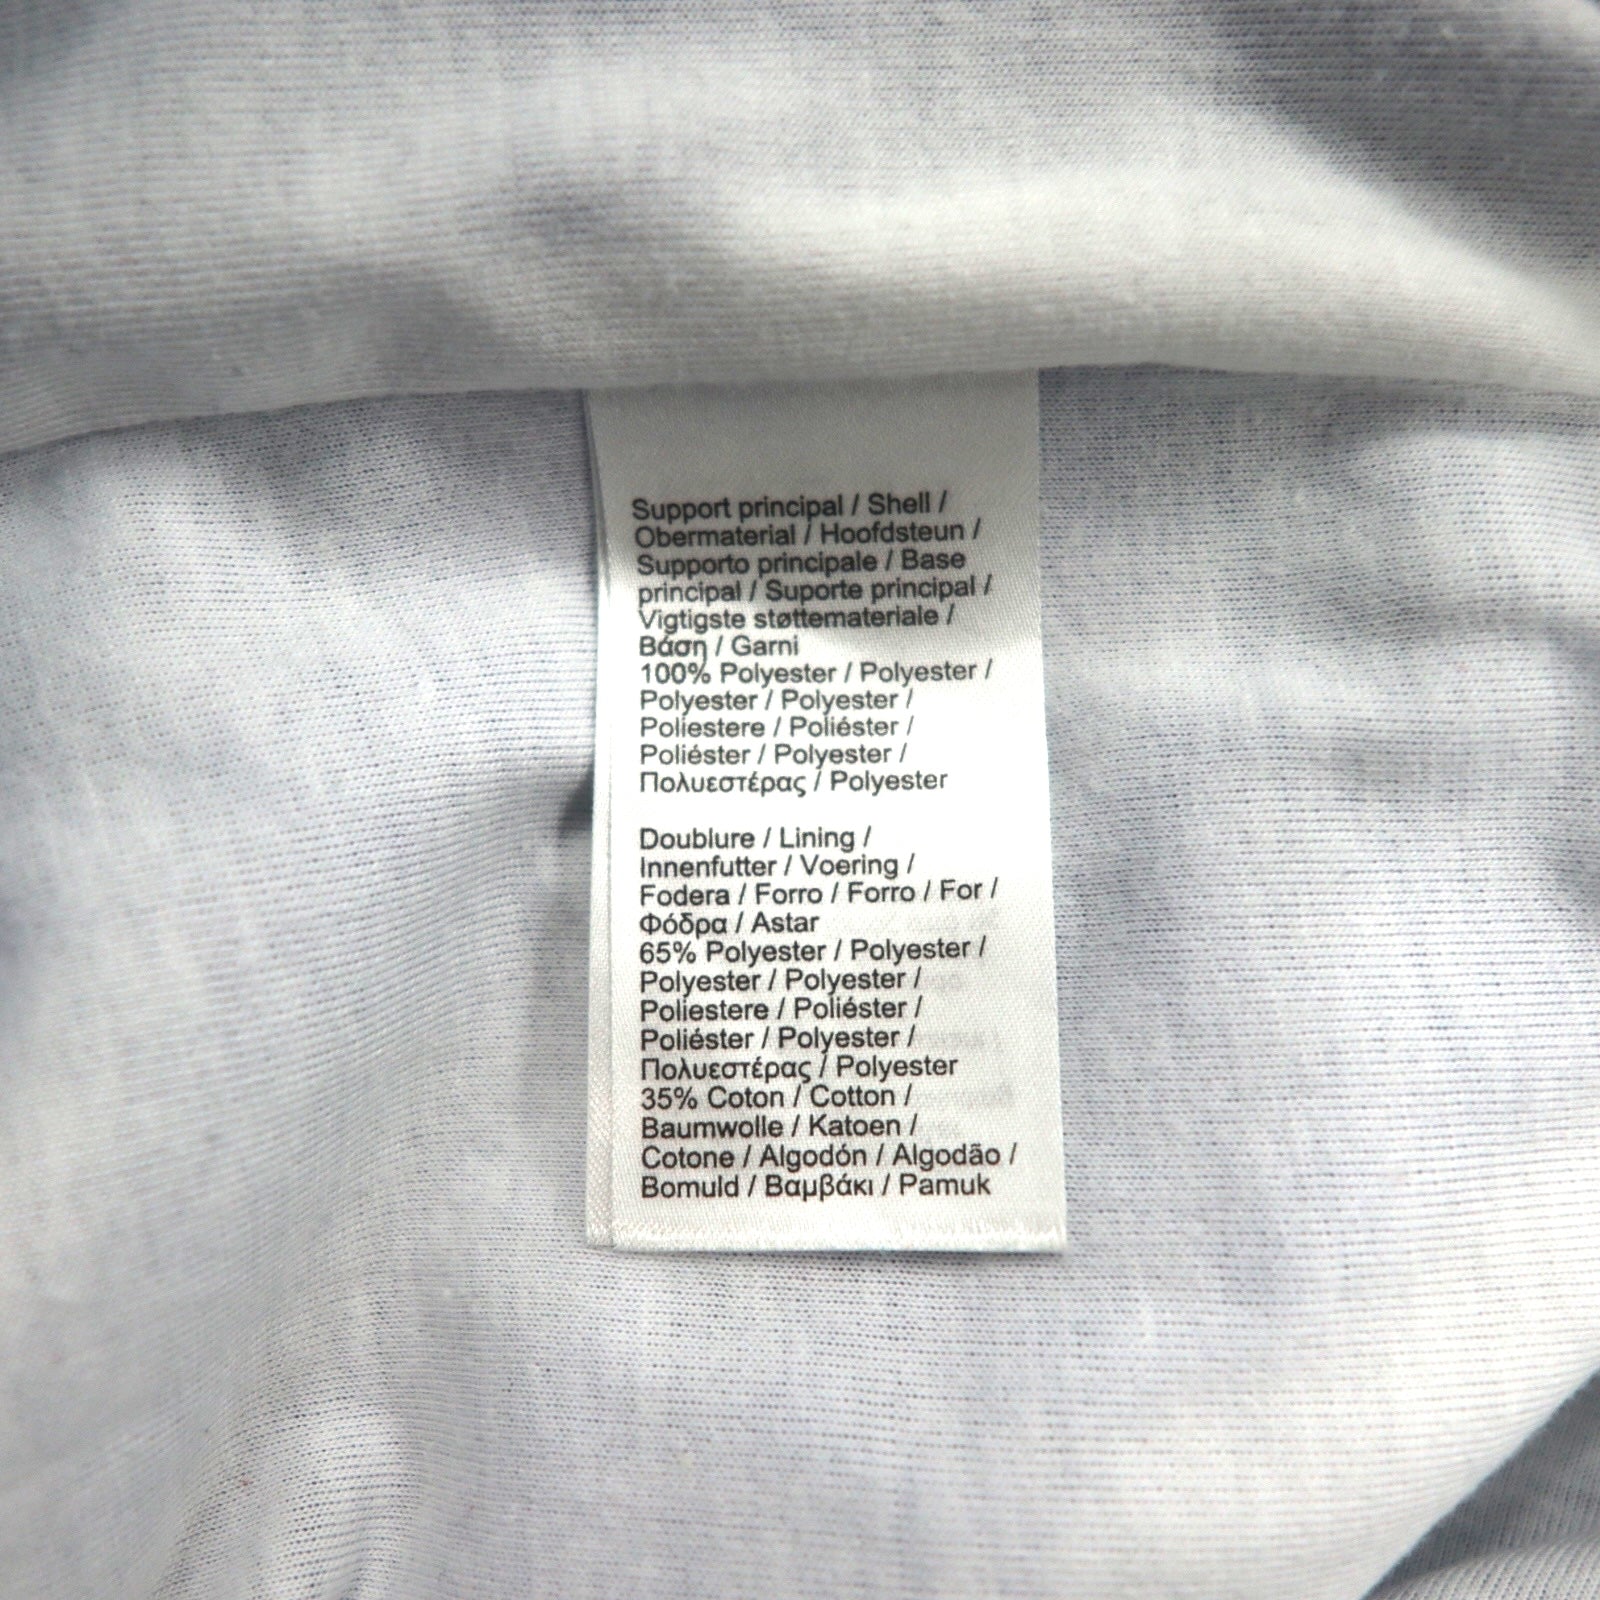 Support principal / Shell /
Obermaterial / Hoofdsteun /
Supporto principale / Base
principal / Suporte principal /
Vigtigste støttemateriale /
Βάση / Garni
100% Polyester / Polyester /
Polyester / Polyester /
Poliestere / Poliéster /
Poliéster / Polyester /
Πολυεστέρας / Polyester
Doublure / Lining /
Innenfutter / Voering /
Fodera / Forro / Forro / For /
Φόδρα / Astar
65% Polyester / Polyester /
Polyester / Polyester /
Poliestere / Poliéster /
Poliéster / Polyester /
Πολυεστέρας / Polyester
35% Coton / Cotton /
Baumwolle / Katoen /
Cotone / Algodón / Algodão /
Bomuld / Βαμβάκι / Pamuk